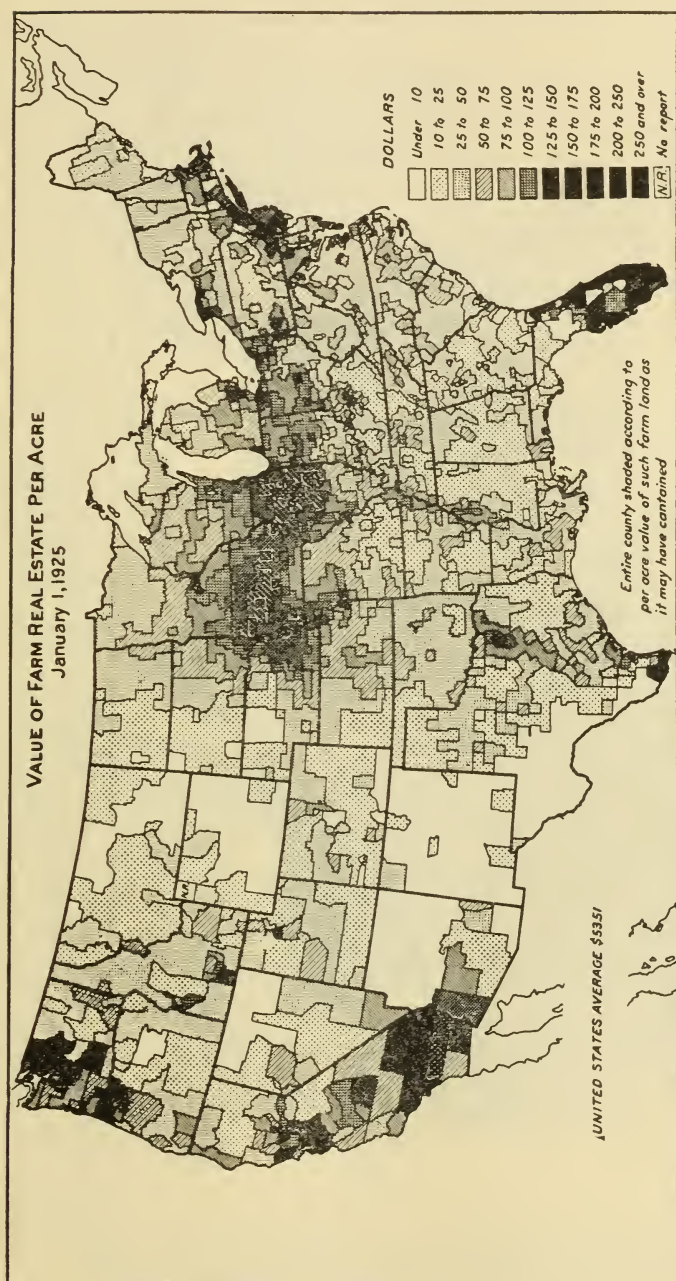 VALUE OF FARM REAL ESTATE PER ACRE
January 1, 1925
DOLLARS
Under 10
10 to 25
25 to 50
50 to 75
75 to 100
100 to 125
125 to 150
150 to 175
175 to 200
200 to 250
250 and over
N.R. No report
N.R.
Entire county shaded according to
per acre value of such farm land as
it may have contained
UNITED STATES AVERAGE $53.51